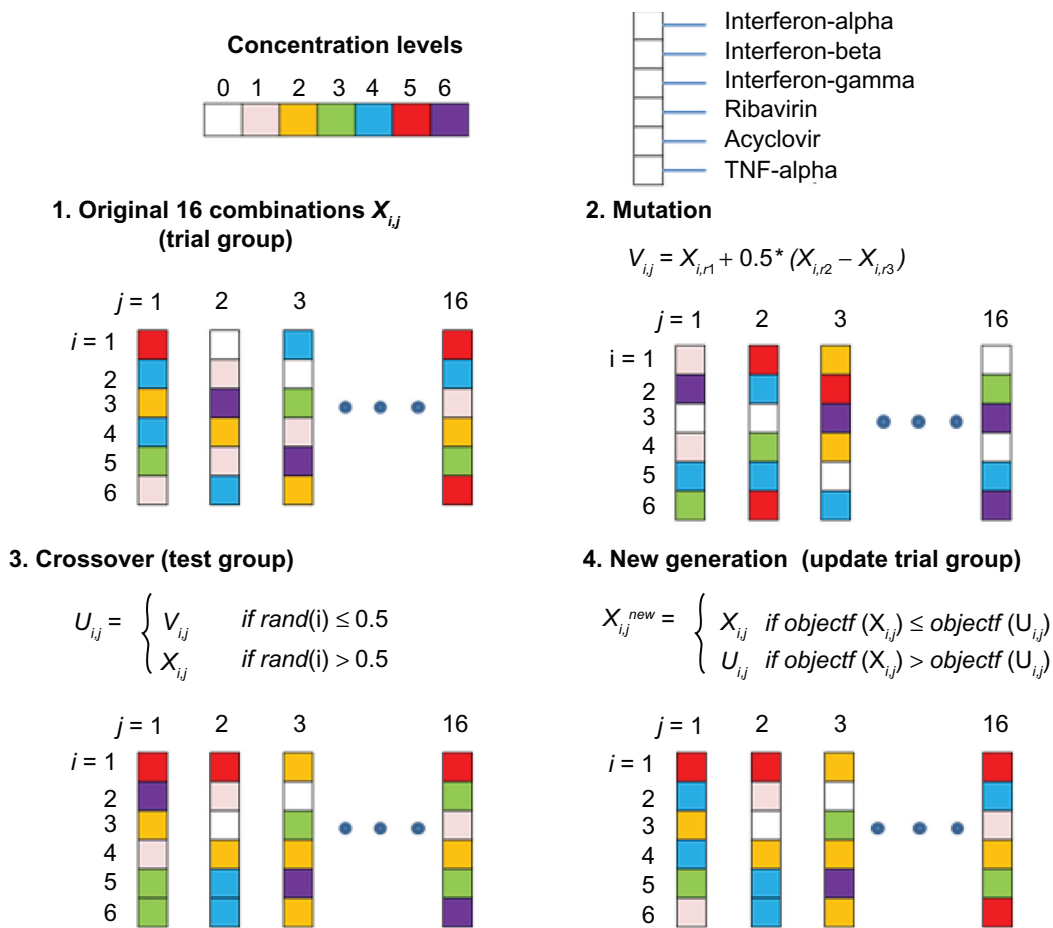 Concentration levels
0 1 2 3 4 5 6
Interferon-alpha
Interferon-beta
Interferon-gamma
Ribavirin
Acyclovir
TNF-alpha
1. Original 16 combinations X_{i,j}
(trial group)
j = 1 2 3 16
i = 1
2
3
4
5
6
2. Mutation
V_{i,j} = X_{i,r1} + 0.5* (X_{i,r2} − X_{i,r3})
j = 1 2 3 16
i = 1
2
3
4
5
6
3. Crossover (test group)
U_{i,j} = { V_{i,j} if rand(i) ≤ 0.5
X_{i,j} if rand(i) > 0.5
j = 1 2 3 16
i = 1
2
3
4
5
6
4. New generation (update trial group)
X_{i,j}^{new} = { X_{i,j} if objectf (X_{i,j}) ≤ objectf (U_{i,j})
U_{i,j} if objectf (X_{i,j}) > objectf (U_{i,j})
j = 1 2 3 16
i = 1
2
3
4
5
6